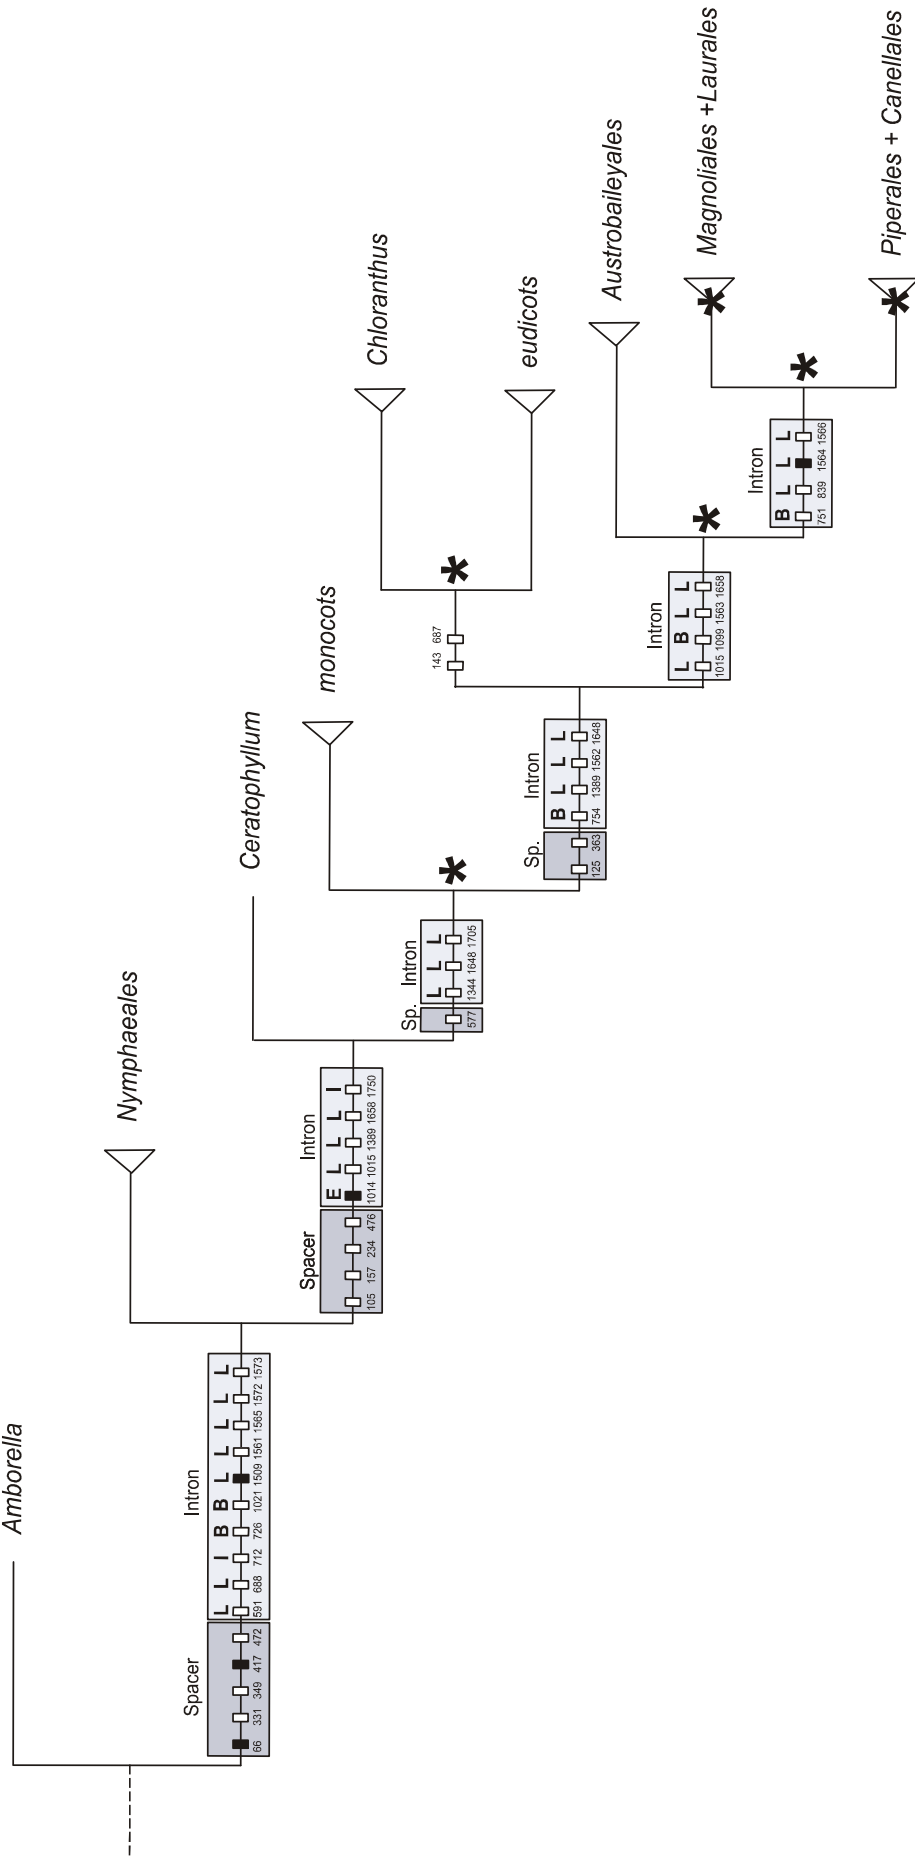 Amborella
Spacer
66 331 349 417 472
Intron
L L I B B L L L L L
591 688 712 726 1021 1509 1561 1565 1572 1573
Nymphaeales
Spacer
105 157 234 476
Intron
E L L L I
1014 1015 1389 1658 1750
Ceratophyllum
Sp.
577
Intron
L L L
1344 1648 1705
*
monocots
Sp.
125 363
Intron
B L L L
754 1389 1562 1648
143 687
*
Chloranthus
eudicots
Intron
L B L L
1015 1099 1563 1658
*
Austrobaileyales
Intron
B L L L
751 839 1564 1566
*
*
Magnoliales +Laurales
*
Piperales + Canellales